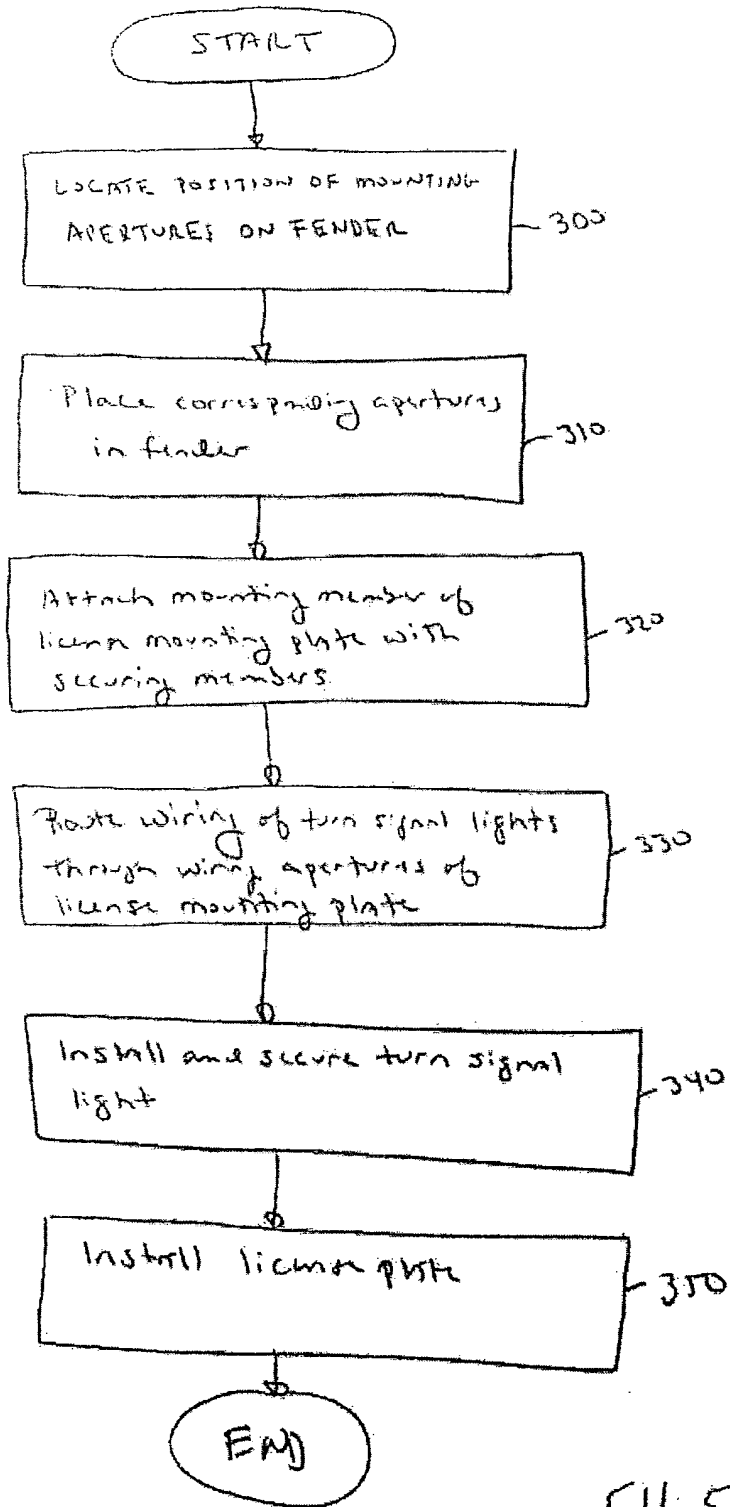 START
LOCATE POSITION OF MOUNTING
APERTURES ON FENDER
300
Place corresponding apertures
in fender
310
Attach mounting member of
license mounting plate with
securing members
320
Route wiring of turn signal lights
through wiring apertures of
license mounting plate
330
Install and secure turn signal
light
340
Install license plate
350
END